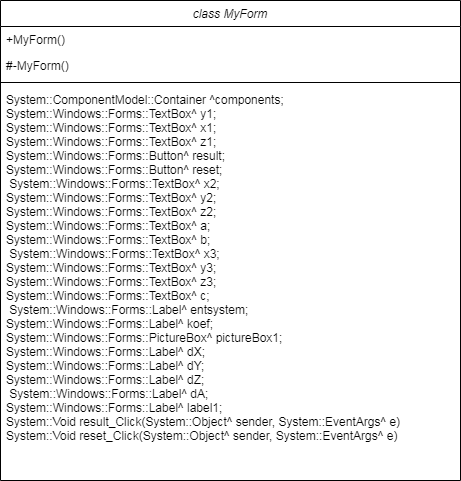 class MyForm
+MyForm()
#-MyForm()
System::ComponentModel::Container ^components;
System::Windows::Forms::TextBox^ y1;
System::Windows::Forms::TextBox^ x1;
System::Windows::Forms::TextBox^ z1;
System::Windows::Forms::Button^ result;
System::Windows::Forms::Button^ reset;
System::Windows::Forms::TextBox^ x2;
System::Windows::Forms::TextBox^ y2;
System::Windows::Forms::TextBox^ z2;
System::Windows::Forms::TextBox^ a;
System::Windows::Forms::TextBox^ b;
System::Windows::Forms::TextBox^ x3;
System::Windows::Forms::TextBox^ y3;
System::Windows::Forms::TextBox^ z3;
System::Windows::Forms::TextBox^ c;
System::Windows::Forms::Label^ entsystem;
System::Windows::Forms::Label^ koef;
System::Windows::Forms::PictureBox^ pictureBox1;
System::Windows::Forms::Label^ dX;
System::Windows::Forms::Label^ dY;
System::Windows::Forms::Label^ dZ;
System::Windows::Forms::Label^ dA;
System::Windows::Forms::Label^ label1;
System::Void result_Click(System::Object^ sender, System::EventArgs^ e)
System::Void reset_Click(System::Object^ sender, System::EventArgs^ e)